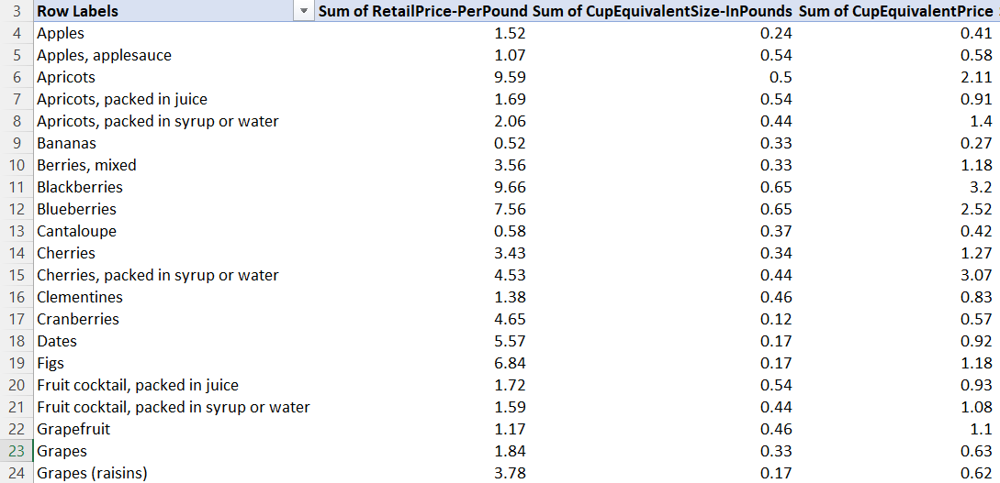 3 Row Labels Sum of RetailPrice-PerPound Sum of CupEquivalentSize-InPounds Sum of CupEquivalentPrice
4 Apples 1.52 0.24 0.41
5 Apples, applesauce 1.07 0.54 0.58
6 Apricots 9.59 0.5 2.11
7 Apricots, packed in juice 1.69 0.54 0.91
8 Apricots, packed in syrup or water 2.06 0.44 1.4
9 Bananas 0.52 0.33 0.27
10 Berries, mixed 3.56 0.33 1.18
11 Blackberries 9.66 0.65 3.2
12 Blueberries 7.56 0.65 2.52
13 Cantaloupe 0.58 0.37 0.42
14 Cherries 3.43 0.34 1.27
15 Cherries, packed in syrup or water 4.53 0.44 3.07
16 Clementines 1.38 0.46 0.83
17 Cranberries 4.65 0.12 0.57
18 Dates 5.57 0.17 0.92
19 Figs 6.84 0.17 1.18
20 Fruit cocktail, packed in juice 1.72 0.54 0.93
21 Fruit cocktail, packed in syrup or water 1.59 0.44 1.08
22 Grapefruit 1.17 0.46 1.1
23 Grapes 1.84 0.33 0.63
24 Grapes (raisins) 3.78 0.17 0.62